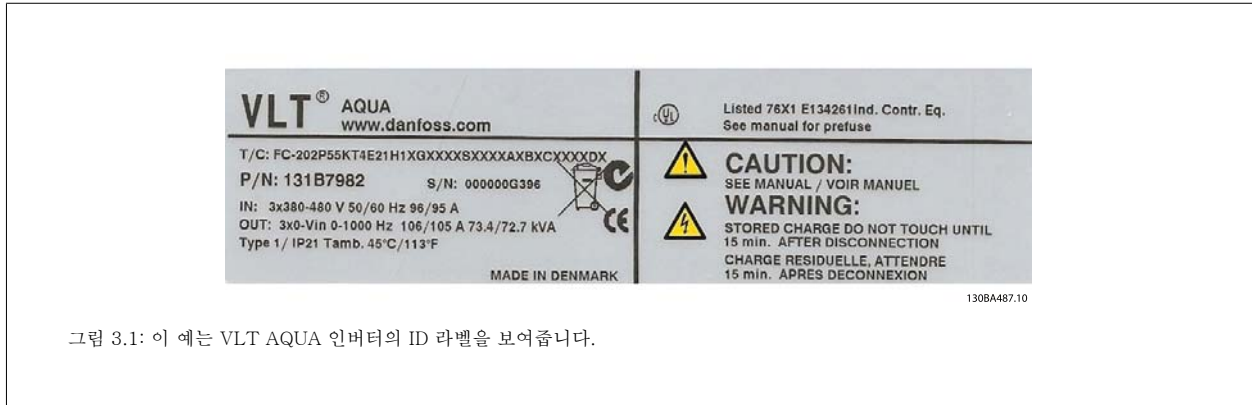 VLT® AQUA
www.danfoss.com
T/C: FC-202P55KT4E21H1XGXXXXSXXXXAXBXCXXXXDX
P/N: 131B7982 S/N: 000000G396
IN: 3x380-480 V 50/60 Hz 96/95 A
OUT: 3x0-Vin 0-1000 Hz 106/105 A 73.4/72.7 kVA
Type 1/ IP21 Tamb. 45°C/113°F
MADE IN DENMARK
CE
c UL
Listed 76X1 E134261Ind. Contr. Eq.
See manual for prefuse
CAUTION:
SEE MANUAL / VOIR MANUEL
WARNING:
STORED CHARGE DO NOT TOUCH UNTIL
15 min. AFTER DISCONNECTION
CHARGE RESIDUELLE, ATTENDRE
15 min. APRES DECONNEXION
130BA487.10
그림 3.1: 이 예는 VLT AQUA 인버터의 ID 라벨을 보여줍니다.